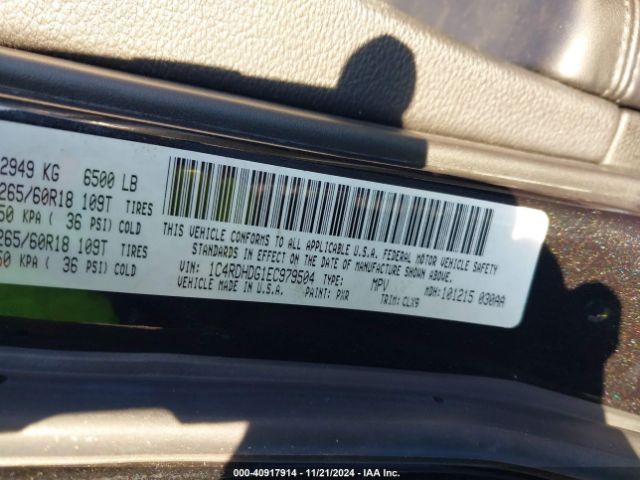 2949 KG 6500 LB
265/60R18 109T TIRES
50 KPA ( 36 PSI) COLD
265/60R18 109T TIRES
50 KPA ( 36 PSI) COLD
THIS VEHICLE CONFORMS TO ALL APPLICABLE U.S.A. FEDERAL MOTOR VEHICLE SAFETY
STANDARDS IN EFFECT ON THE DATE OF MANUFACTURE SHOWN ABOVE.
VIN: 1C4RDHDG1EC979504 TYPE: MPV MDH:101215 030AA
VEHICLE MADE IN U.S.A. PAINT: PXR TRIM: CLX9
000-40917914 - 11/21/2024 - IAA Inc.